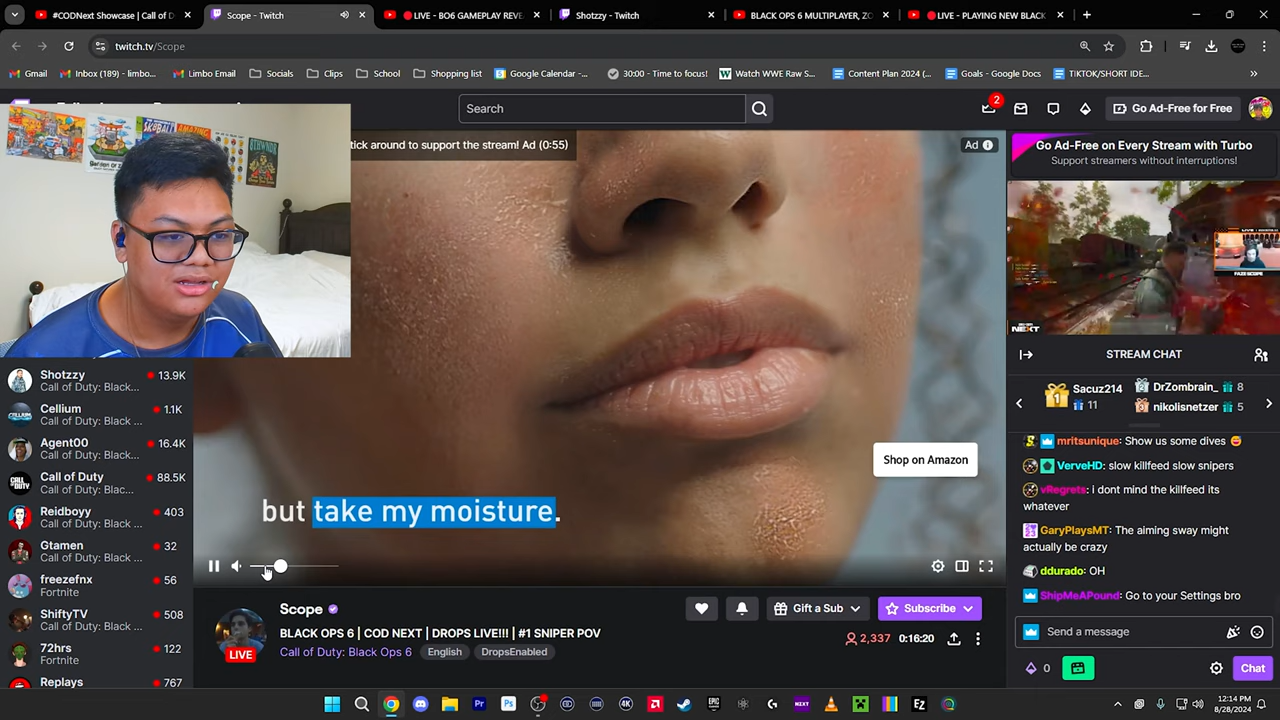 #CODNext Showcase | Call of D
Scope - Twitch
LIVE - BO6 GAMEPLAY REVE
Shotzzy - Twitch
BLACK OPS 6 MULTIPLAYER, ZO
LIVE - PLAYING NEW BLACK
twitch.tv/Scope
Gmail
Inbox (189) - limbo...
Limbo Email
Socials
Clips
School
Shopping list
Google Calendar -...
30:00 - Time to focus!
Watch WWE Raw S...
Content Plan 2024 (...
Goals - Google Docs
TIKTOK/SHORT IDE...
»
Search
2
Go Ad-Free for Free
tick around to support the stream! Ad (0:55)
Ad
Go Ad-Free on Every Stream with Turbo
Support streamers without interruptions!
NEXT
STREAM CHAT
Sacuz214
11
DrZombrain_ 8
nikolisnetzer 5
Shotzzy 13.9K
Call of Duty: Black...
Cellium 1.1K
Call of Duty: Black ...
Agent00 16.4K
Call of Duty: Black...
Call of Duty 88.5K
Call of Duty: Blac...
Reidboyy 403
Call of Duty: Black ...
Gtamen 32
Call of Duty: Black ...
freezefnx 56
Fortnite
ShiftyTV 508
Call of Duty: Black ...
72hrs 122
Fortnite
Replays 767
Shop on Amazon
but take my moisture.
mritsunique: Show us some dives
VerveHD: slow killfeed slow snipers
vRegrets: i dont mind the killfeed its
whatever
GaryPlaysMT: The aiming sway might
actually be crazy
ddurado: OH
ShipMeAPound: Go to your Settings bro
Send a message
0
Chat
Scope
LIVE
BLACK OPS 6 | COD NEXT | DROPS LIVE!!! | #1 SNIPER POV
Call of Duty: Black Ops 6
English
DropsEnabled
Gift a Sub
Subscribe
2,337
0:16:20
12:14 PM
8/28/2024